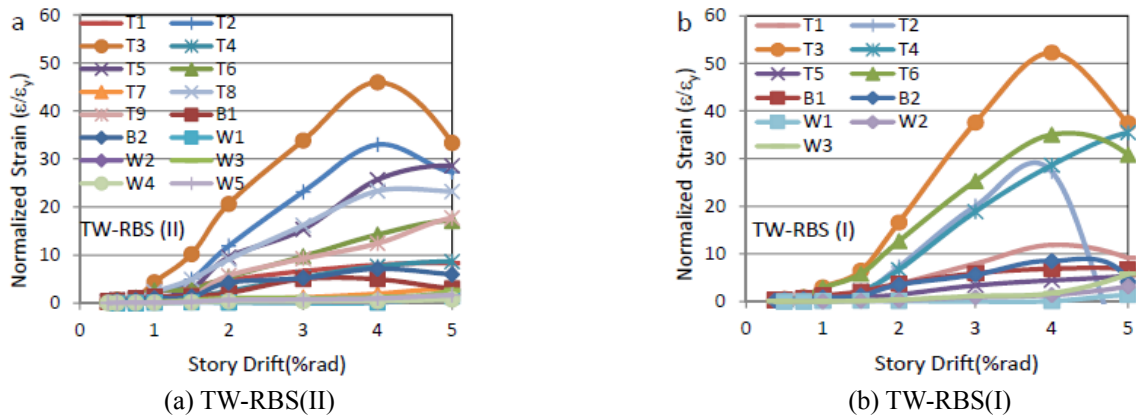 a
Normalized Strain (ε/εy)
60
50
40
30
20
10
0
T1 T2
T3 T4
T5 T6
T7 T8
T9 B1
B2 W1
W2 W3
W4 W5
TW-RBS (II)
0 1 2 3 4 5
Story Drift(%rad)
(a) TW-RBS(II)
b
Normalized Strain (ε/εy)
60
50
40
30
20
10
0
T1 T2
T3 T4
T5 T6
B1 B2
W1 W2
W3
TW-RBS (I)
0 1 2 3 4 5
Story Drift(%rad)
(b) TW-RBS(I)